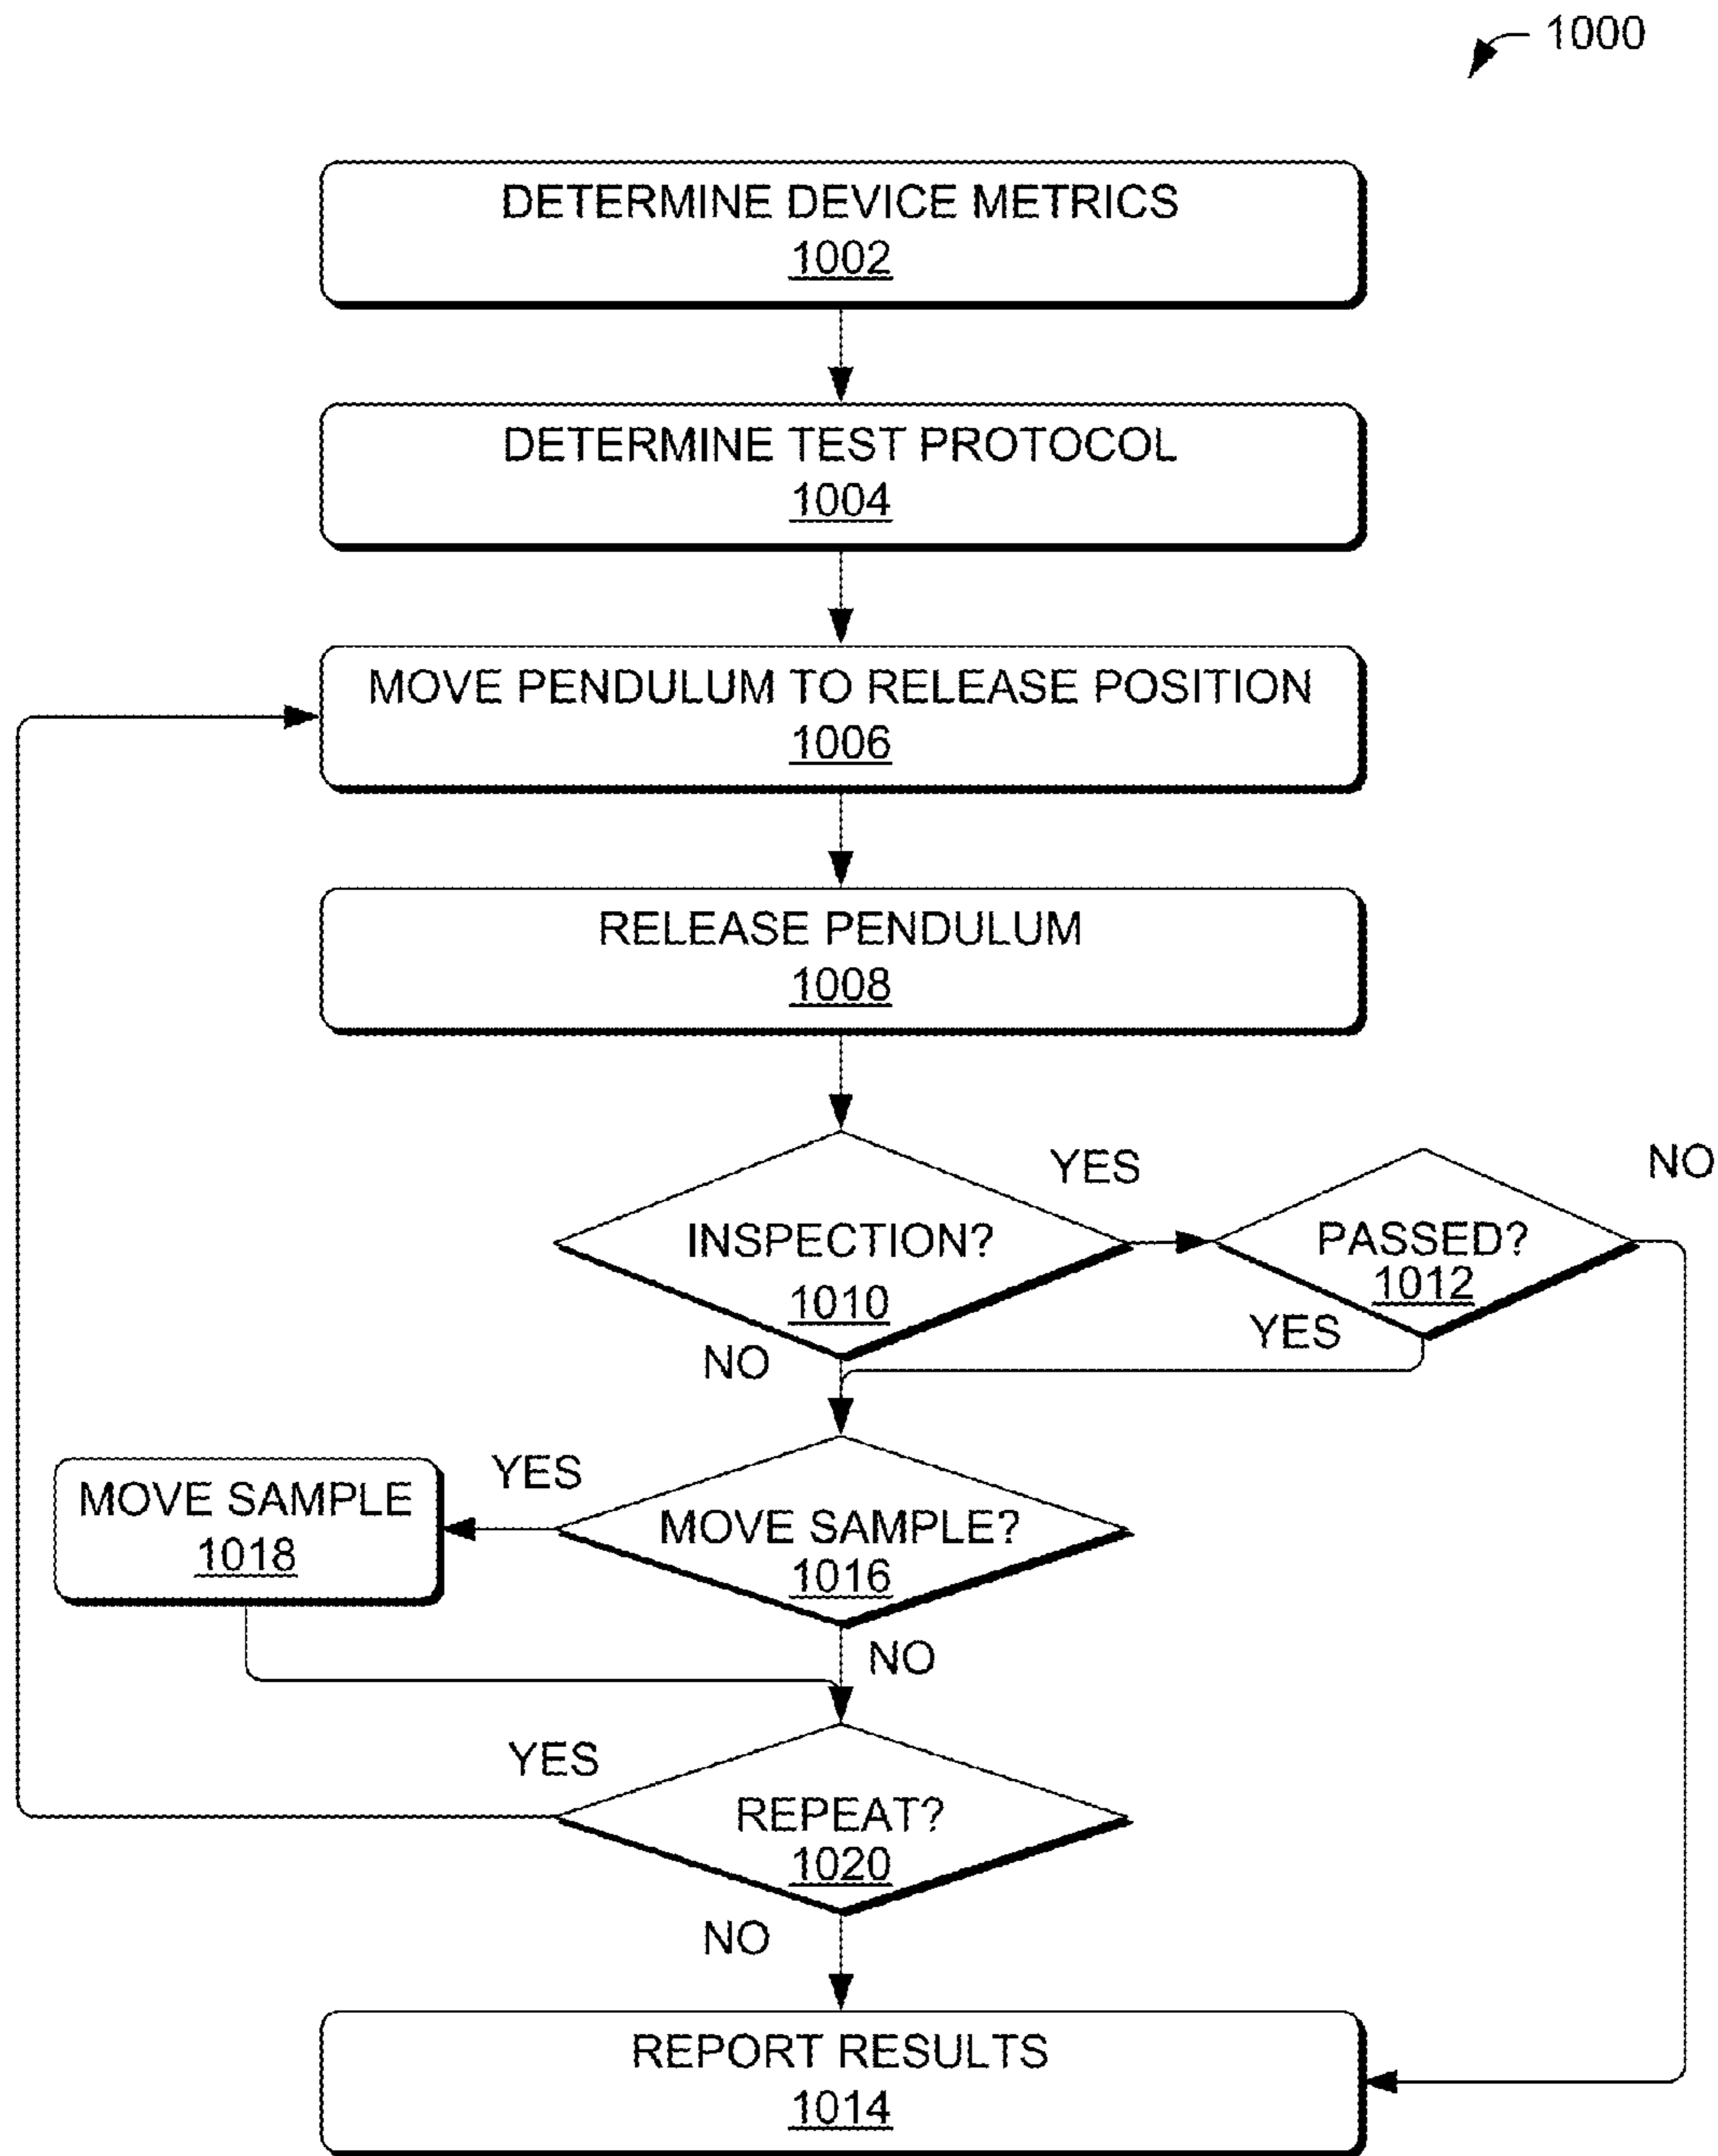 1000
DETERMINE DEVICE METRICS
1002
DETERMINE TEST PROTOCOL
1004
MOVE PENDULUM TO RELEASE POSITION
1006
RELEASE PENDULUM
1008
YES
NO
INSPECTION?
1010
PASSED?
1012
NO
YES
YES
MOVE SAMPLE
1018
MOVE SAMPLE?
1016
NO
YES
REPEAT?
1020
NO
REPORT RESULTS
1014